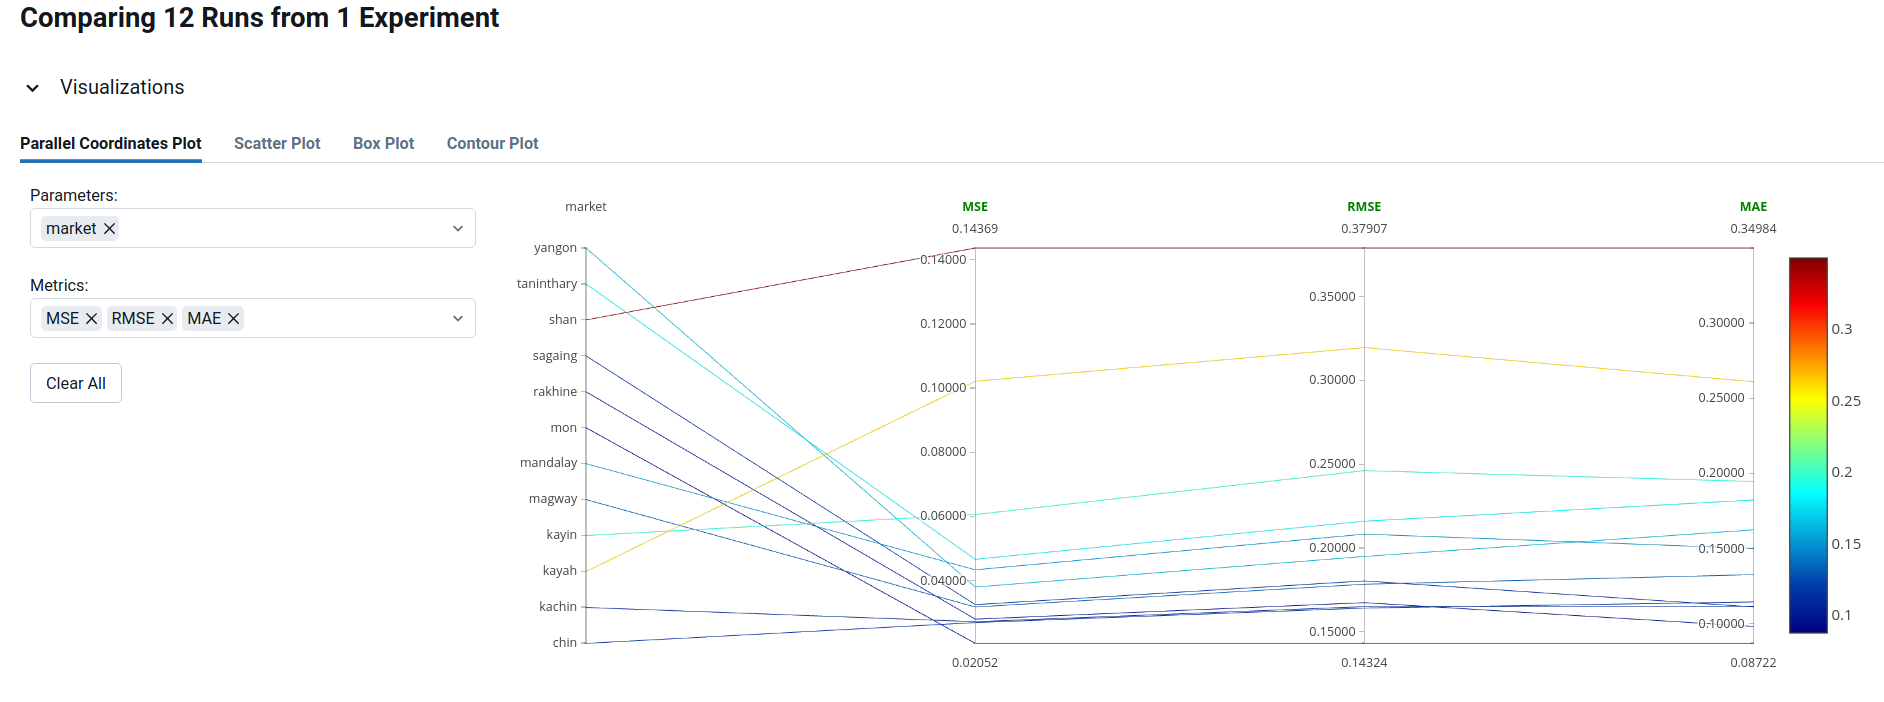 Comparing 12 Runs from 1 Experiment
Visualizations
Parallel Coordinates Plot Scatter Plot Box Plot Contour Plot
Parameters:
market
Metrics:
MSE RMSE MAE
Clear All
market MSE RMSE MAE
0.14369 0.37907 0.34984
yangon
taninthary
shan
sagaing
rakhine
mon
mandalay
magway
kayin
kayah
kachin
chin
0.14000
0.12000
0.10000
0.08000
0.06000
0.04000
0.35000
0.30000
0.25000
0.20000
0.15000
0.30000
0.25000
0.20000
0.15000
0.10000
0.02052 0.14324 0.08722
0.3
0.25
0.2
0.15
0.1